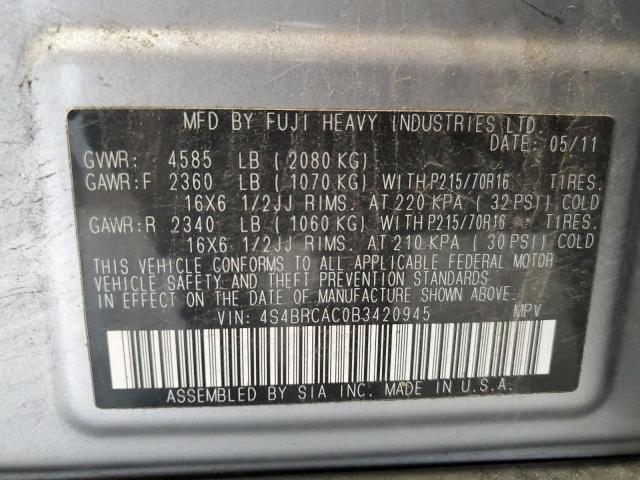 MFD BY FUJI HEAVY INDUSTRIES LTD.
DATE: 05/11
GVWR: 4585 LB ( 2080 KG)
GAWR:F 2360 LB ( 1070 KG) WITH P215/70R16 TIRES.
16X6 1/2JJ RIMS. AT 220 KPA ( 32 PSI) COLD
GAWR:R 2340 LB ( 1060 KG) WITH P215/70R16 TIRES.
16X6 1/2JJ RIMS. AT 210 KPA ( 30 PSI) COLD
THIS VEHICLE CONFORMS TO ALL APPLICABLE FEDERAL MOTOR
VEHICLE SAFETY AND THEFT PREVENTION STANDARDS
IN EFFECT ON THE DATE OF MANUFACTURE SHOWN ABOVE.
VIN: 4S4BRCAC0B3420945 MPV
ASSEMBLED BY SIA INC. MADE IN U.S.A.